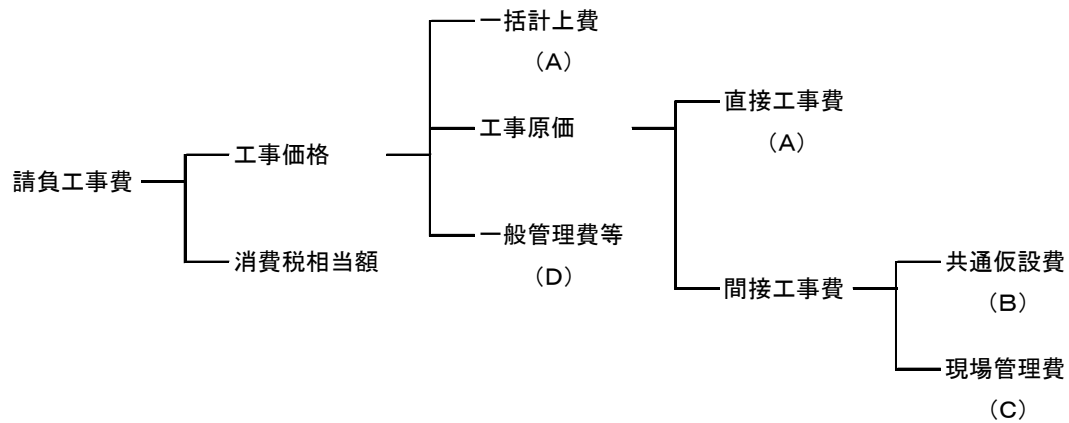 一括計上費
（A）
直接工事費
（A）
工事原価
工事価格
請負工事費
一般管理費等
（D）
消費税相当額
共通仮設費
（B）
間接工事費
現場管理費
（C）